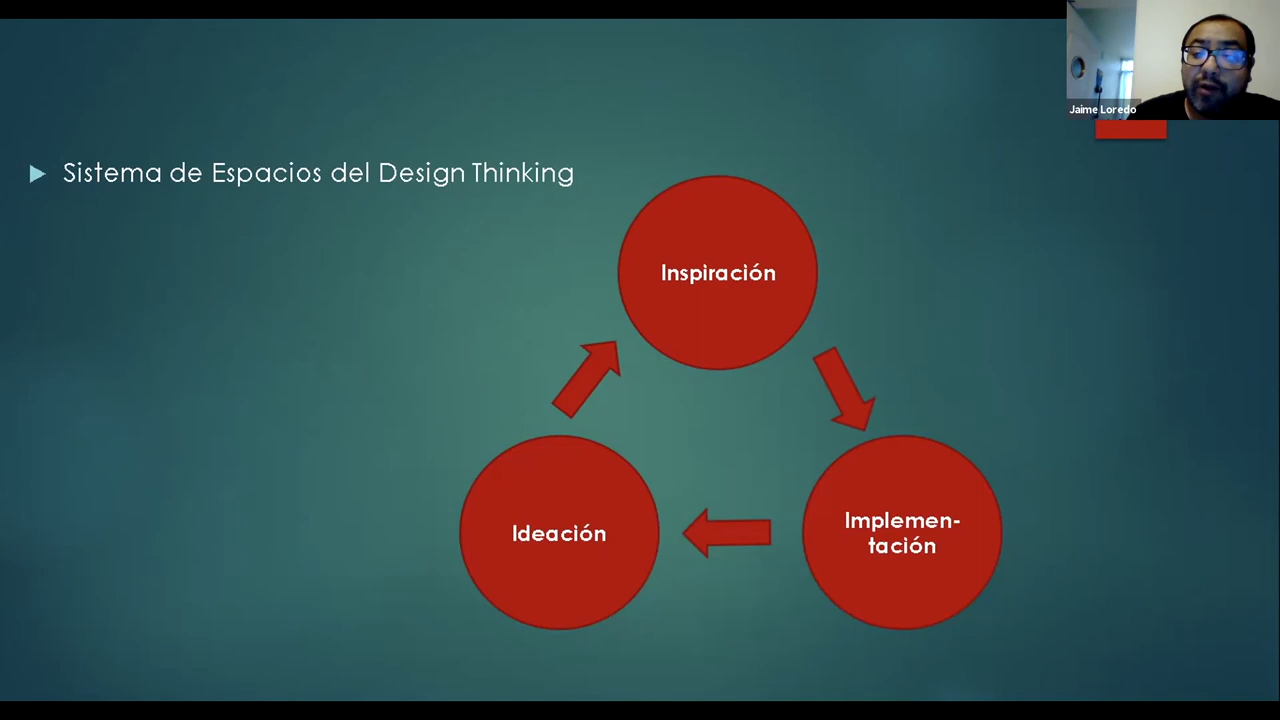 Jaime Loredo
Sistema de Espacios del Design Thinking
Inspiración
Implemen-
tación
Ideación